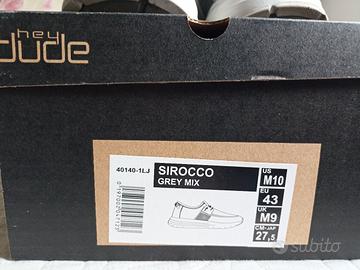 hey
dude
40140-1LJ
SIROCCO
GREY MIX
US
M10
EU
43
UK
M9
CM-JAP
27,5
subito